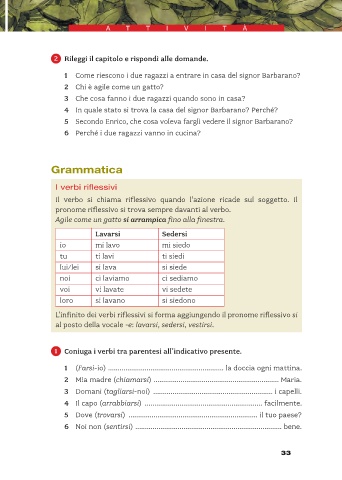 ATTIVITÀ
2 Rileggi il capitolo e rispondi alle domande.
1 Come riescono i due ragazzi a entrare in casa del signor Barbarano?
2 Chi è agile come un gatto?
3 Che cosa fanno i due ragazzi quando sono in casa?
4 In quale stato si trova la casa del signor Barbarano? Perché?
5 Secondo Enrico, che cosa voleva fargli vedere il signor Barbarano?
6 Perché i due ragazzi vanno in cucina?
Grammatica
I verbi riflessivi
Il verbo si chiama riflessivo quando l'azione ricade sul soggetto. Il
pronome riflessivo si trova sempre davanti al verbo.
Agile come un gatto si arrampica fino alla finestra.
Lavarsi Sedersi
io mi lavo mi siedo
tu ti lavi ti siedi
lui/lei si lava si siede
noi ci laviamo ci sediamo
voi vi lavate vi sedete
loro si lavano si siedono
L'infinito dei verbi riflessivi si forma aggiungendo il pronome riflessivo si
al posto della vocale -e: lavarsi, sedersi, vestirsi.
1 Coniuga i verbi tra parentesi all'indicativo presente.
1 (Farsi-io) ........................................................ la doccia ogni mattina.
2 Mia madre (chiamarsi) ............................................................ Maria.
3 Domani (tagliarsi-noi) .......................................................... i capelli.
4 Il capo (arrabbiarsi) ......................................................... facilmente.
5 Dove (trovarsi) .............................................................. il tuo paese?
6 Noi non (sentirsi) ...................................................................... bene.
33